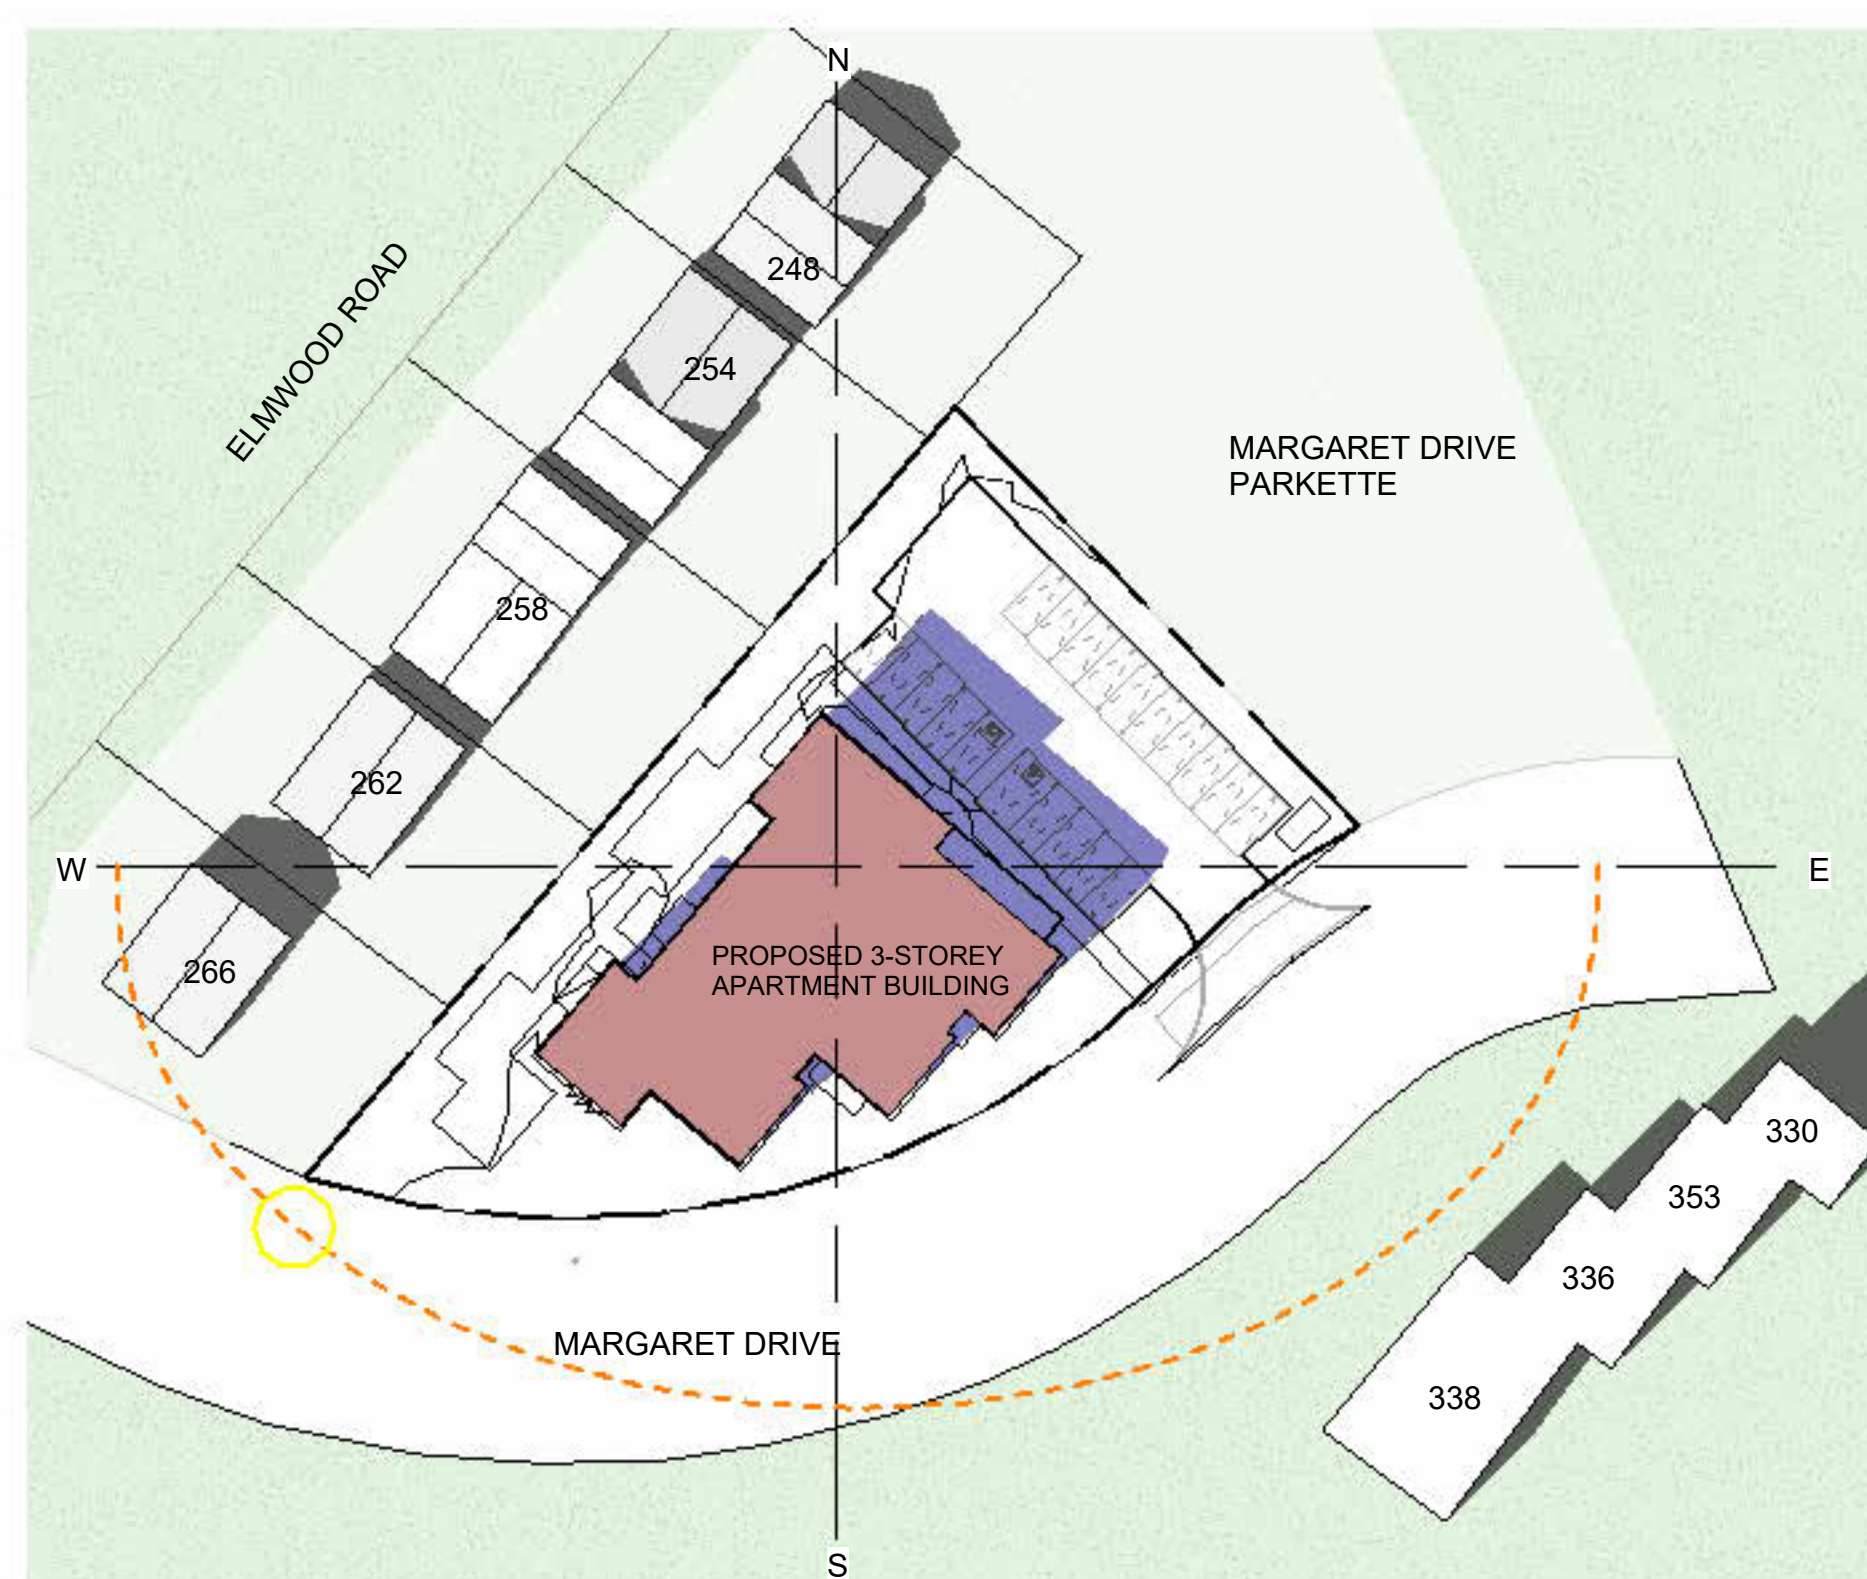 N
248
ELMWOOD ROAD
254
MARGARET DRIVE
PARKETTE
258
262
W
E
266
PROPOSED 3-STOREY
APARTMENT BUILDING
330
353
336
MARGARET DRIVE
338
S